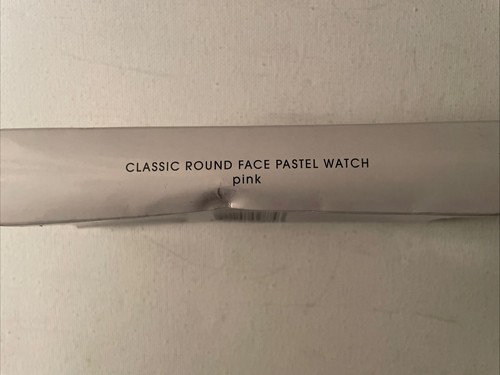 CLASSIC ROUND FACE PASTEL WATCH
pink